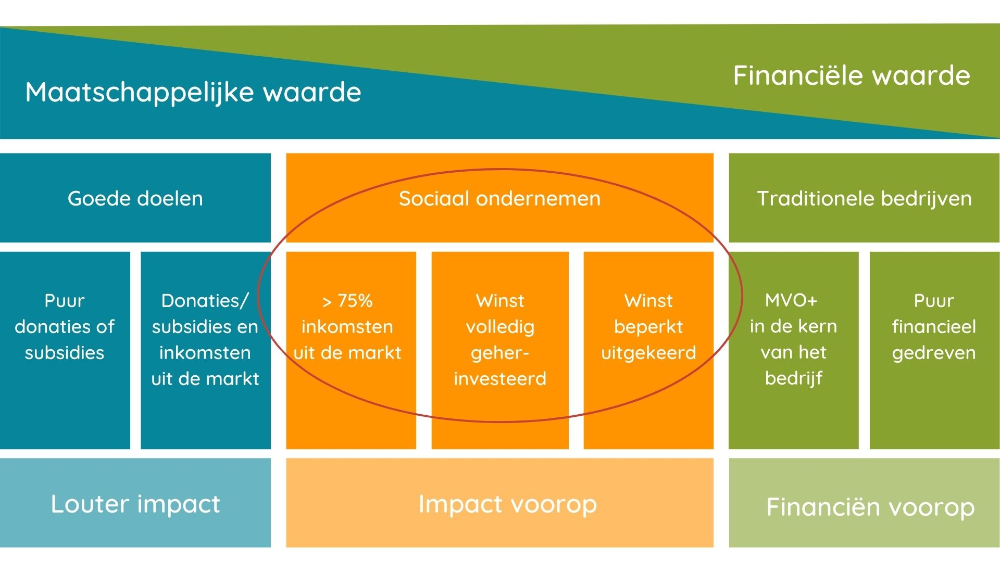 Maatschappelijke waarde
Financiële waarde
Goede doelen
Sociaal ondernemen
Traditionele bedrijven
Puur
donaties of
subsidies
Donaties/
subsidies en
inkomsten
uit de markt
> 75%
inkomsten
uit de markt
Winst
volledig
geher-
investeerd
Winst
beperkt
uitgekeerd
MVO+
in de kern
van het
bedrijf
Puur
financieel
gedreven
Louter impact
Impact voorop
Financiën voorop